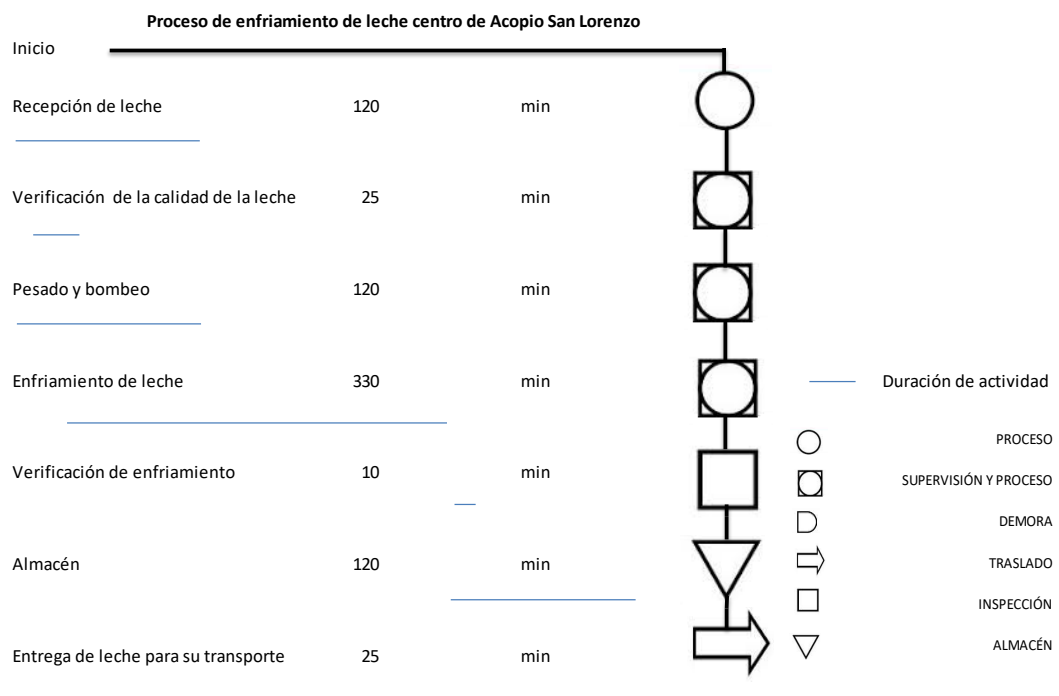 Proceso de enfriamiento de leche centro de Acopio San Lorenzo
Inicio
Recepción de leche 120 min
Verificación de la calidad de la leche 25 min
Pesado y bombeo 120 min
Enfriamiento de leche 330 min
Duración de actividad
PROCESO
Verificación de enfriamiento 10 min
SUPERVISIÓN Y PROCESO
DEMORA
Almacén 120 min
TRASLADO
INSPECCIÓN
ALMACÉN
Entrega de leche para su transporte 25 min